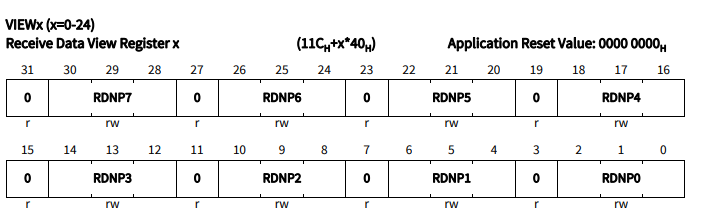 VIEWx (x=0-24)
Receive Data View Register x (11CH+x*40H) Application Reset Value: 0000 0000H
31 30 29 28 27 26 25 24 23 22 21 20 19 18 17 16
0 RDNP7 0 RDNP6 0 RDNP5 0 RDNP4
r rw r rw r rw r rw
15 14 13 12 11 10 9 8 7 6 5 4 3 2 1 0
0 RDNP3 0 RDNP2 0 RDNP1 0 RDNP0
r rw r rw r rw r rw